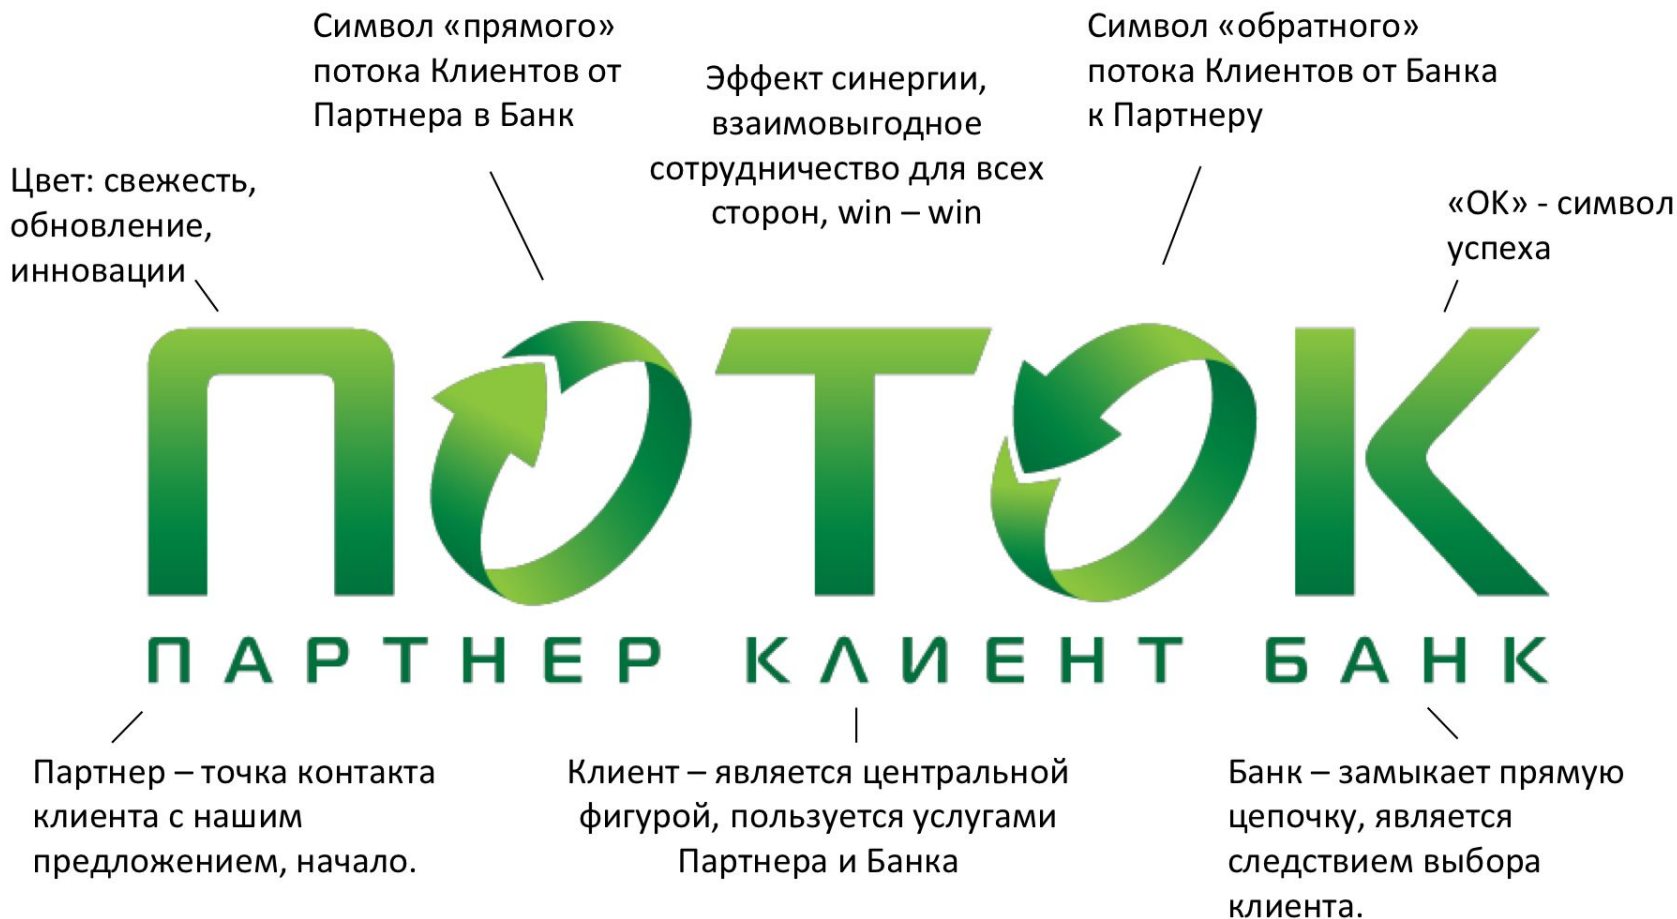 Символ «прямого»
потока Клиентов от
Партнера в Банк
Эффект синергии,
взаимовыгодное
сотрудничество для всех
сторон, win – win
Символ «обратного»
потока Клиентов от Банка
к Партнеру
Цвет: свежесть,
обновление,
инновации
«ОК» - символ
успеха
ПОТОК
ПАРТНЕР КЛИЕНТ БАНК
Партнер – точка контакта
клиента с нашим
предложением, начало.
Клиент – является центральной
фигурой, пользуется услугами
Партнера и Банка
Банк – замыкает прямую
цепочку, является
следствием выбора
клиента.